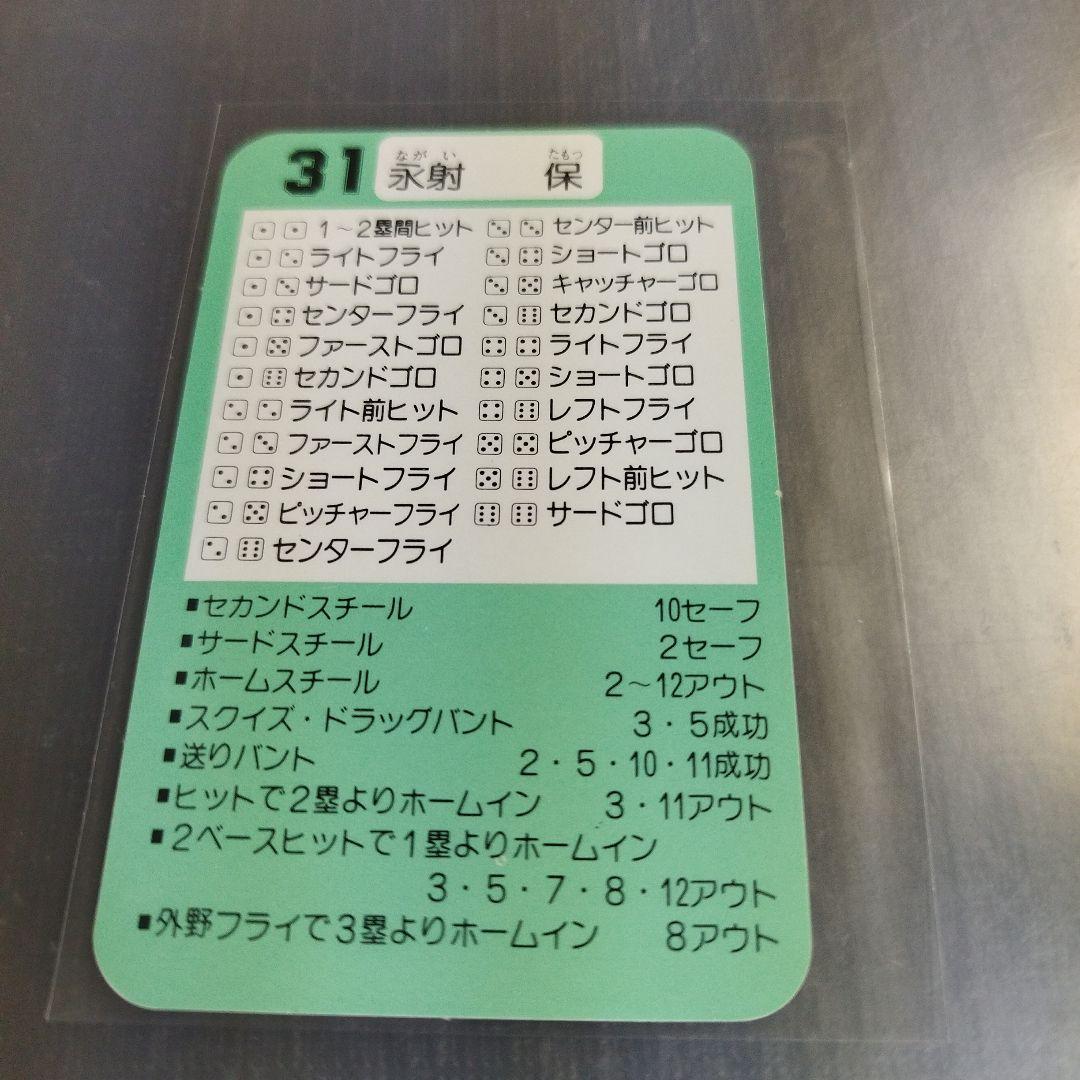 31 永射 保
ながい たもつ
1～2塁間ヒット
ライトフライ
サードゴロ
センターフライ
ファーストゴロ
セカンドゴロ
ライト前ヒット
ファーストフライ
ショートフライ
ピッチャーフライ
センターフライ
センター前ヒット
ショートゴロ
キャッチャーゴロ
セカンドゴロ
ライトフライ
ショートゴロ
レフトフライ
ピッチャーゴロ
レフト前ヒット
サードゴロ
■セカンドスチール 10セーフ
■サードスチール 2セーフ
■ホームスチール 2～12アウト
■スクイズ・ドラッグバント 3・5成功
■送りバント 2・5・10・11成功
■ヒットで2塁よりホームイン 3・11アウト
■2ベースヒットで1塁よりホームイン
3・5・7・8・12アウト
■外野フライで3塁よりホームイン 8アウト